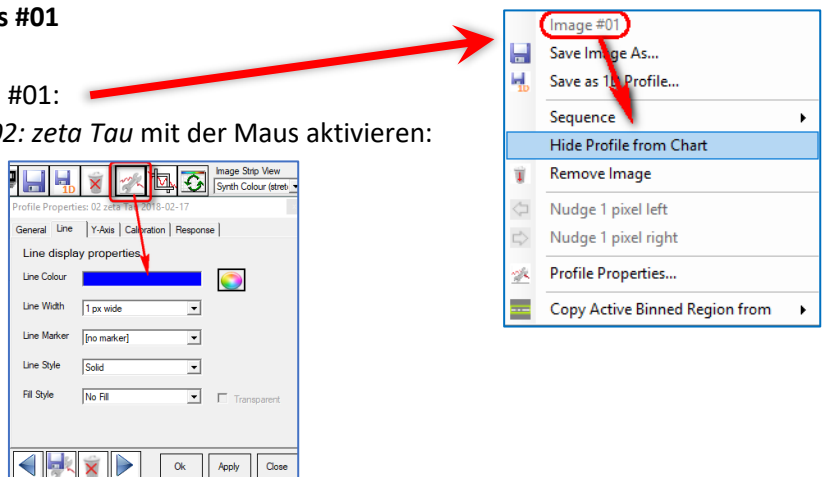 s #01
#01:
02: zeta Tau mit der Maus aktivieren:
Image #01
Save Image As...
Save as 1D Profile...
Sequence
Hide Profile from Chart
Remove Image
Nudge 1 pixel left
Nudge 1 pixel right
Profile Properties...
Copy Active Binned Region from
1D
1D
Image Strip View
Synth Colour (stret
Profile Properties: 02 zeta Tau 2018-02-17
General Line Y-Axis Calibration Response
Line display properties
Line Colour
Line Width 1 px wide
Line Marker [no marker]
Line Style Solid
Fill Style No Fill Transparent
Ok Apply Close